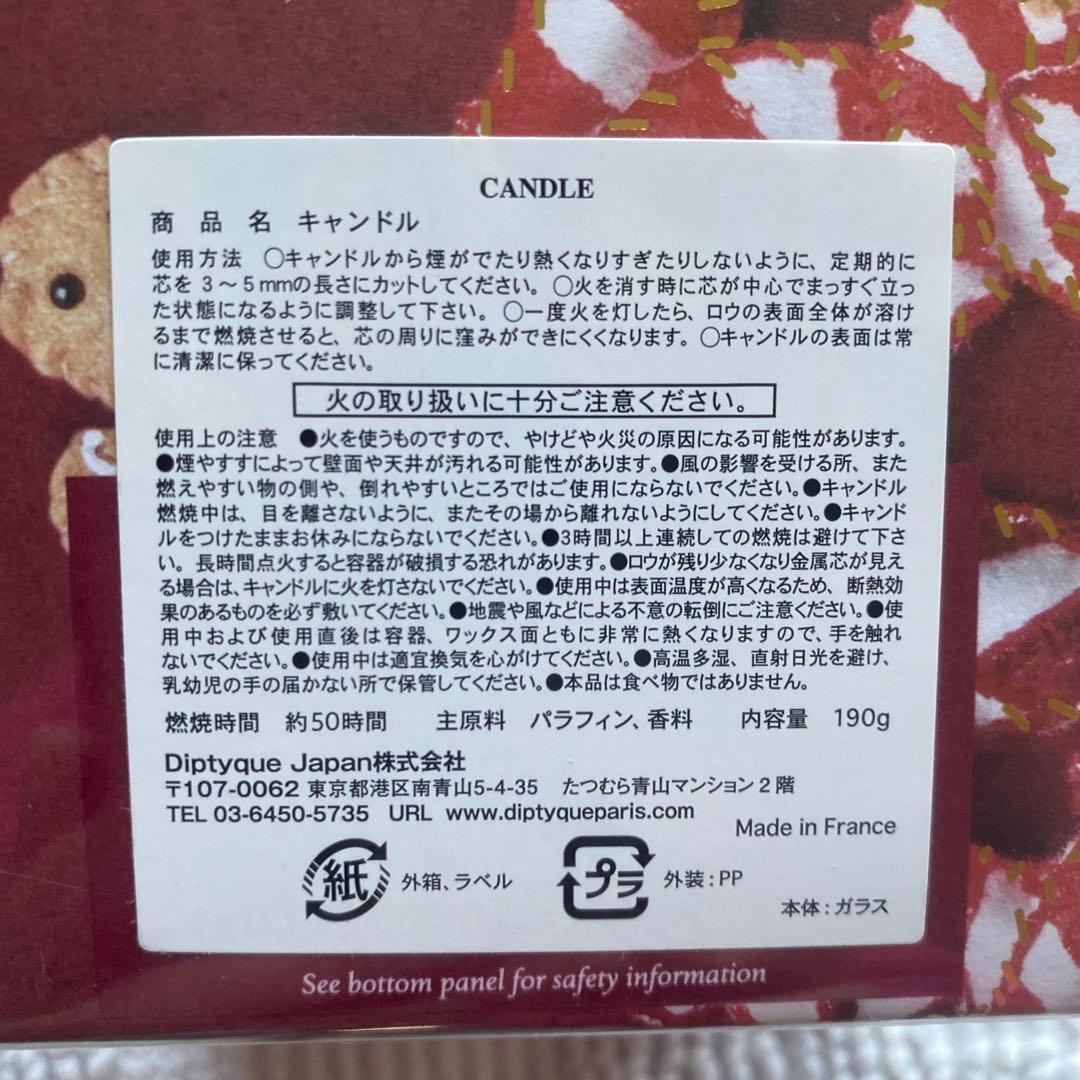 CANDLE
商 品 名 キャンドル
使用方法 ○キャンドルから煙がでたり熱くなりすぎたりしないように、定期的に
芯を 3～5mmの長さにカットしてください。○火を消す時に芯が中心でまっすぐ立っ
た状態になるように調整して下さい。○一度火を灯したら、ロウの表面全体が溶け
るまで燃焼させると、芯の周りに窪みができにくくなります。○キャンドルの表面は常
に清潔に保ってください。
火の取り扱いに十分ご注意ください。
使用上の注意 ●火を使うものですので、やけどや火災の原因になる可能性があります。
●煙やすすによって壁面や天井が汚れる可能性があります。●風の影響を受ける所、また
燃えやすい物の側や、倒れやすいところではご使用にならないでください。●キャンドル
燃焼中は、目を離さないように、またその場から離れないようにしてください。●キャンド
ルをつけたままお休みにならないでください。●3時間以上連続しての燃焼は避けて下さ
い。長時間点火すると容器が破損する恐れがあります。●ロウが残り少なくなり金属芯が見え
る場合は、キャンドルに火を灯さないでください。●使用中は表面温度が高くなるため、断熱効
果のあるものを必ず敷いてください。●地震や風などによる不意の転倒にご注意ください。●使
用中および使用直後は容器、ワックス面ともに非常に熱くなりますので、手を触れ
ないでください。●使用中は適宜換気を心がけてください。●高温多湿、直射日光を避け、
乳幼児の手の届かない所で保管してください。●本品は食べ物ではありません。
燃焼時間 約50時間 主原料 パラフィン、香料 内容量 190g
Diptyque Japan株式会社
〒107-0062 東京都港区南青山5-4-35 たつむら青山マンション2階
TEL 03-6450-5735 URL www.diptyqueparis.com
Made in France
紙 外箱、ラベル プラ 外装：PP
本体：ガラス
See bottom panel for safety information